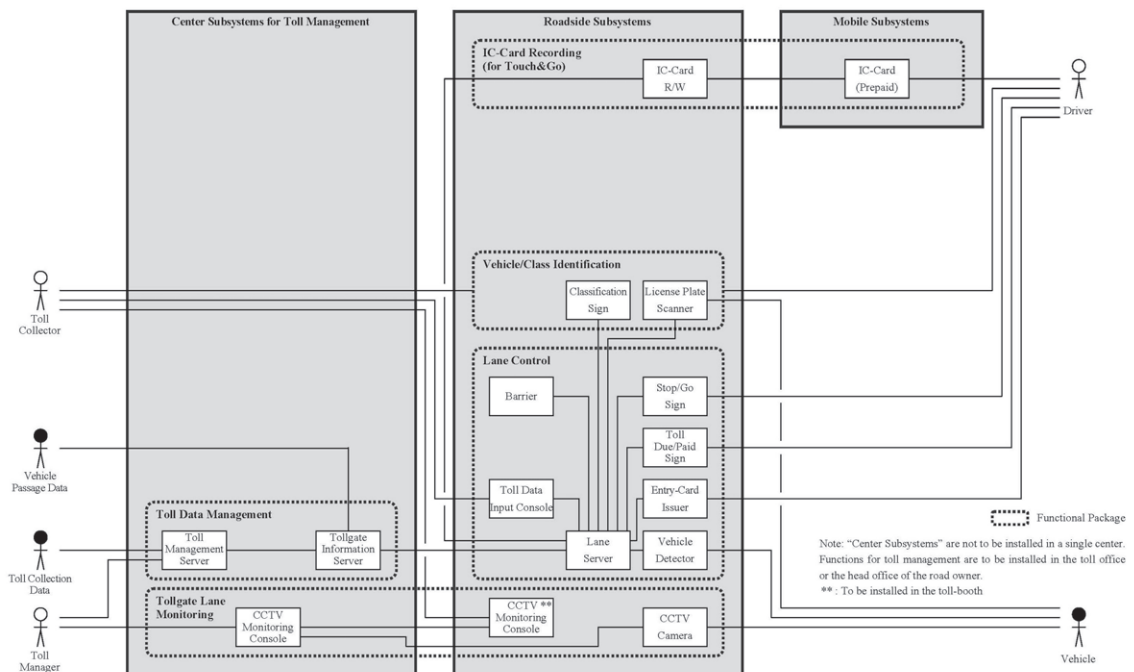 Center Subsystems for Toll Management
Roadside Subsystems
Mobile Subsystems
IC-Card Recording
(for Touch&Go)
IC-Card
R/W
IC-Card
(Prepaid)
Driver
Vehicle/Class Identification
Classification
Sign
License Plate
Scanner
Toll
Collector
Lane Control
Barrier
Stop/Go
Sign
Toll
Due/Paid
Sign
Vehicle
Passage Data
Toll Data
Input Console
Entry-Card
Issuer
Toll Data Management
Toll
Management
Server
Tollgate
Information
Server
Lane
Server
Vehicle
Detector
Toll Collection
Data
Functional Package
Note: “Center Subsystems” are not to be installed in a single center.
Functions for toll management are to be installed in the toll office
or the head office of the road owner.
** : To be installed in the toll-booth
Tollgate Lane
Monitoring
CCTV
Monitoring
Console
CCTV **
Monitoring
Console
CCTV
Camera
Toll
Manager
Vehicle